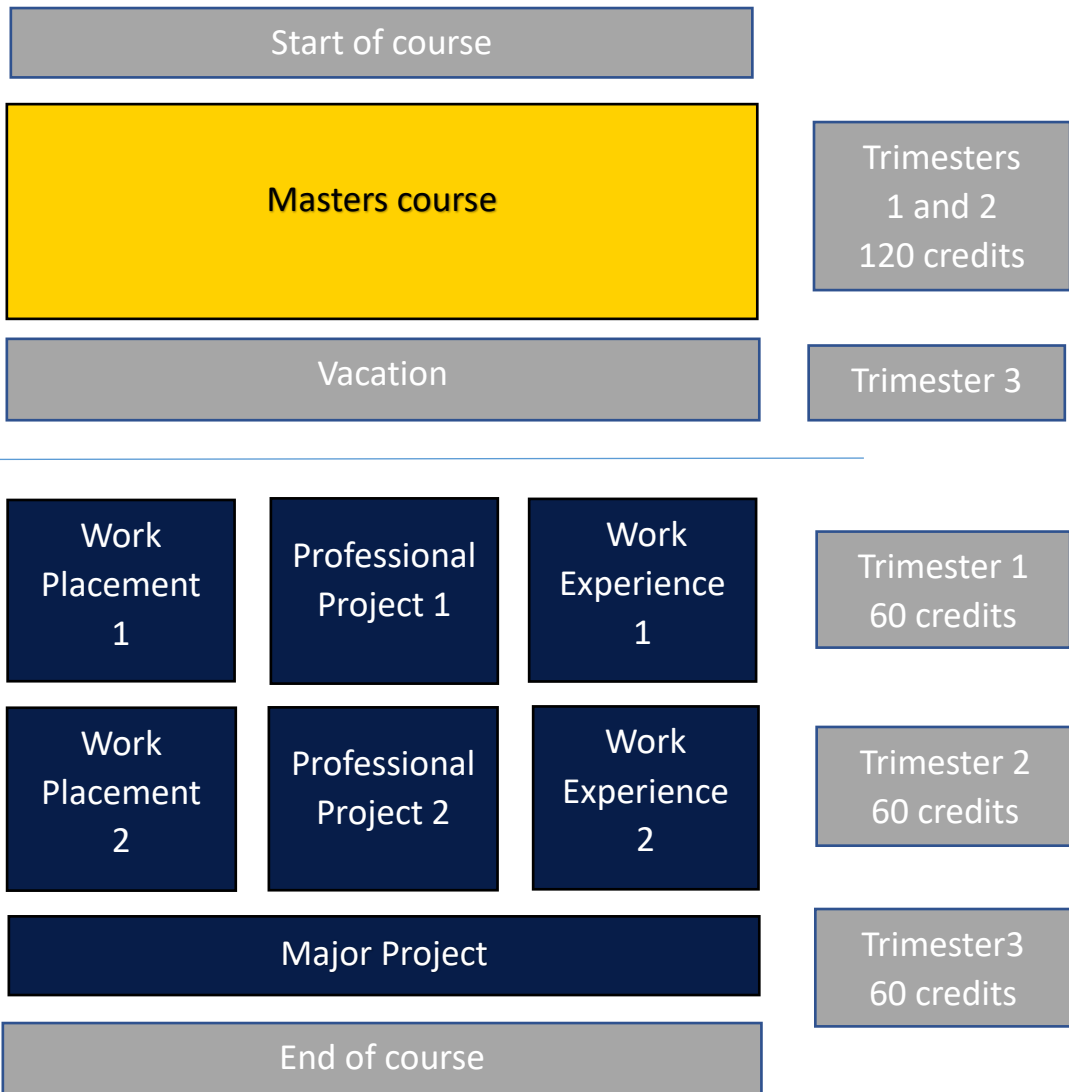 Start of course
Masters course
Trimesters
1 and 2
120 credits
Vacation
Trimester 3
Work
Placement
1
Professional
Project 1
Work
Experience
1
Trimester 1
60 credits
Work
Placement
2
Professional
Project 2
Work
Experience
2
Trimester 2
60 credits
Major Project
Trimester3
60 credits
End of course